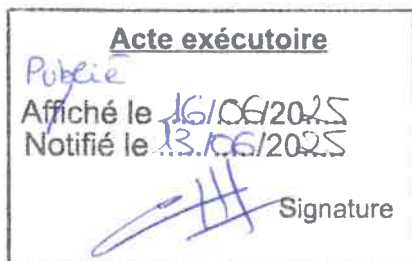 Acte exécutoire
Publié
Affiché le 16/06/2025
Notifié le 13/06/2025
Signature